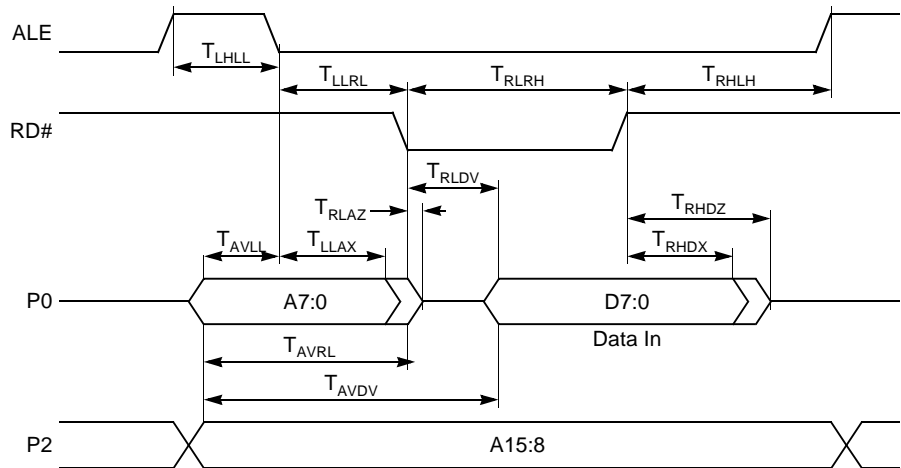 ALE
T_LHLL
T_LLRL
T_RLRH
T_RHLH
RD#
T_RLDV
T_RLAZ
T_RHDZ
T_AVLL
T_LLAX
T_RHDX
P0
A7:0
D7:0
Data In
T_AVRL
T_AVDV
P2
A15:8